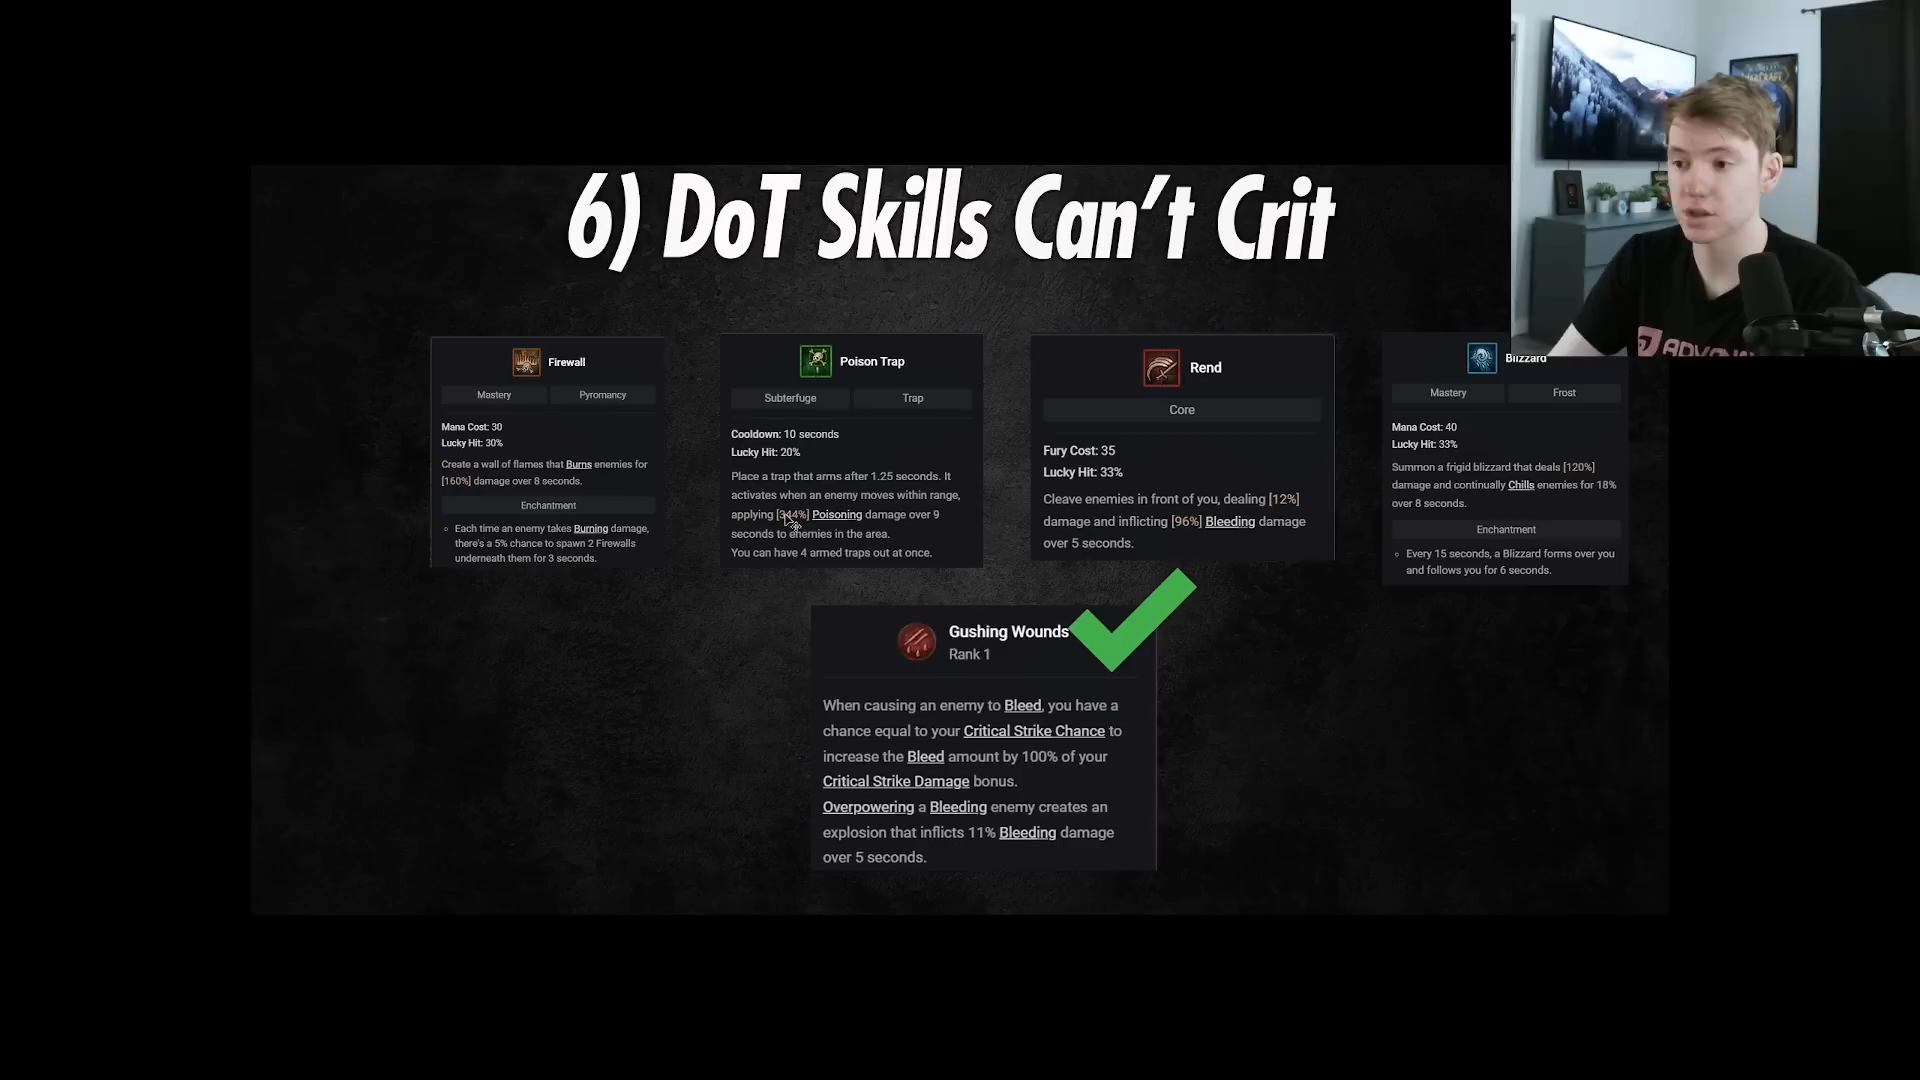 6) DoT Skills Can't Crit
Firewall
Mastery
Pyromancy
Mana Cost: 30
Lucky Hit: 30%
Create a wall of flames that Burns enemies for
[160%] damage over 8 seconds.
Enchantment
Each time an enemy takes Burning damage,
there's a 5% chance to spawn 2 Firewalls
underneath them for 3 seconds.
Poison Trap
Subterfuge
Trap
Cooldown: 10 seconds
Lucky Hit: 20%
Place a trap that arms after 1.25 seconds. It
activates when an enemy moves within range,
applying [344%] Poisoning damage over 9
seconds to enemies in the area.
You can have 4 armed traps out at once.
Rend
Core
Fury Cost: 35
Lucky Hit: 33%
Cleave enemies in front of you, dealing [12%]
damage and inflicting [96%] Bleeding damage
over 5 seconds.
Blizzard
Mastery
Frost
Mana Cost: 40
Lucky Hit: 33%
Summon a frigid blizzard that deals [120%]
damage and continually Chills enemies for 18%
over 8 seconds.
Enchantment
Every 15 seconds, a Blizzard forms over you
and follows you for 6 seconds.
Gushing Wounds
Rank 1
When causing an enemy to Bleed, you have a
chance equal to your Critical Strike Chance to
increase the Bleed amount by 100% of your
Critical Strike Damage bonus.
Overpowering a Bleeding enemy creates an
explosion that inflicts 11% Bleeding damage
over 5 seconds.